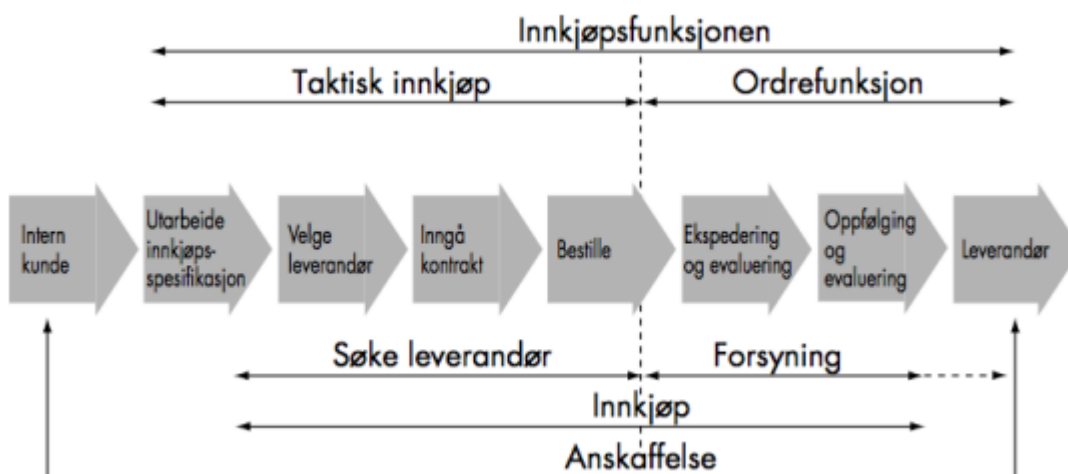 Innkjøpsfunksjonen
Taktisk innkjøp
Ordrefunksjon
Intern
kunde
Utarbeide
innkjøps-
spesifikasjon
Velge
leverandør
Inngå
kontrakt
Bestille
Ekspedering
og evaluering
Oppfølging
og
evaluering
Leverandør
Søke leverandør
Forsyning
Innkjøp
Anskaffelse